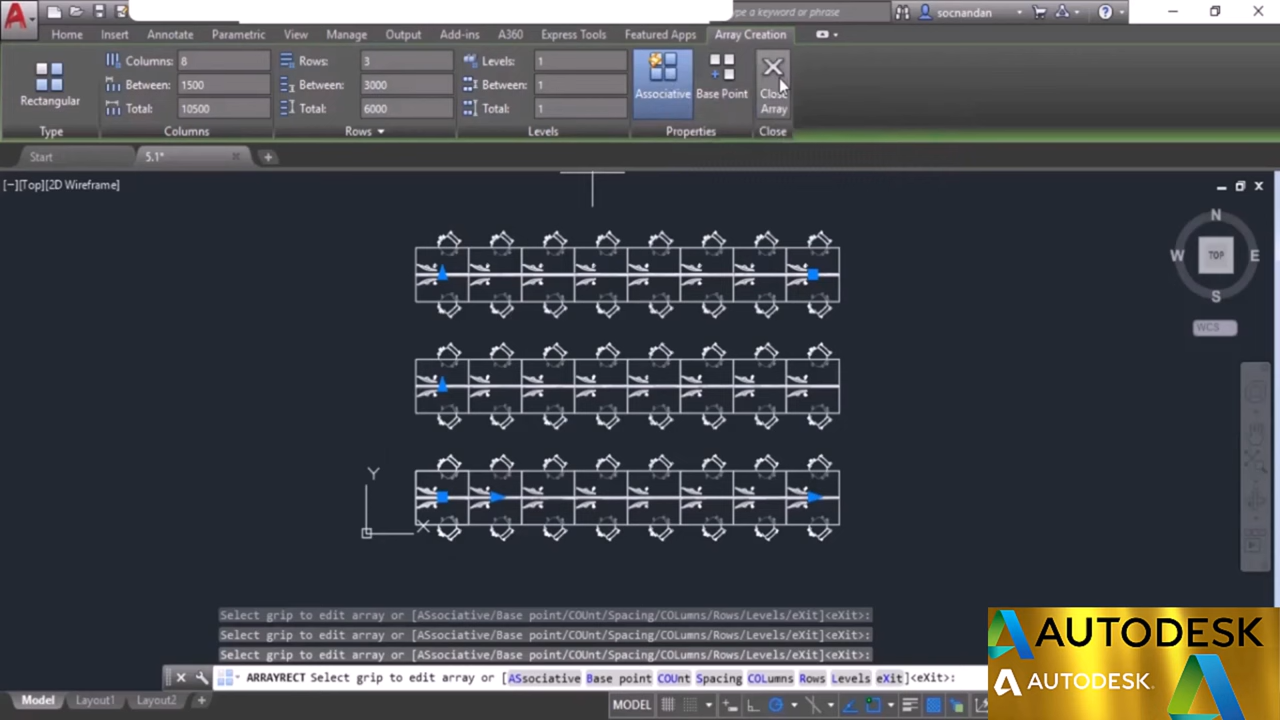 pe a keyword or phrase socnandan
Home Insert Annotate Parametric View Manage Output Add-ins A360 Express Tools Featured Apps Array Creation
Columns: 8 Rows: 3 Levels: 1
Between: 1500 Between: 3000 Between: 1
Total: 10500 Total: 6000 Total: 1
Rectangular Associative Base Point Close Array
Type Columns Rows Levels Properties Close
Start 5.1*
[−][Top][2D Wireframe]
N
W TOP E
S
WCS
Y
X
Select grip to edit array or [ASsociative/Base point/COUnt/Spacing/COLumns/Rows/Levels/eXit]<eXit>:
Select grip to edit array or [ASsociative/Base point/COUnt/Spacing/COLumns/Rows/Levels/eXit]<eXit>:
Select grip to edit array or [ASsociative/Base point/COUnt/Spacing/COLumns/Rows/Levels/eXit]<eXit>:
ARRAYRECT Select grip to edit array or [ASsociative Base point COUnt Spacing COLumns Rows Levels eXit]<eXit>:
Model Layout1 Layout2 + MODEL
AUTODESK
AUTODESK.